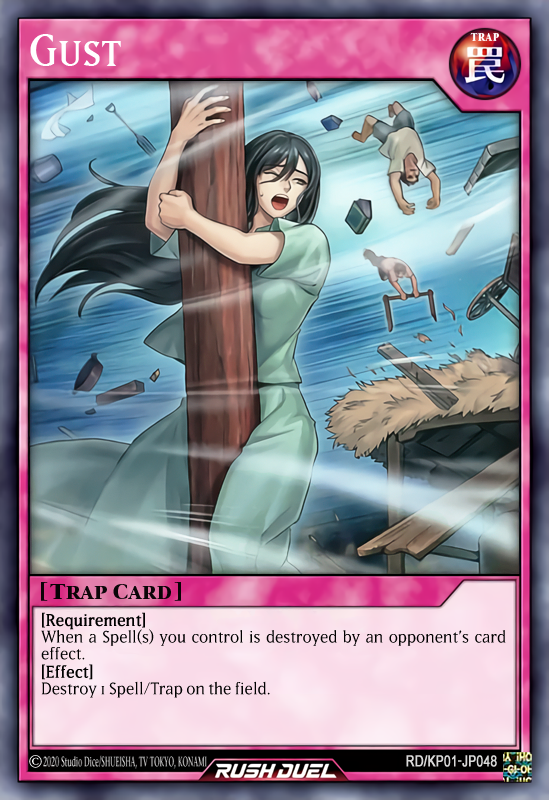 GUST
TRAP
罠
[TRAP CARD]
[Requirement]
When a Spell(s) you control is destroyed by an opponent's card
effect.
[Effect]
Destroy 1 Spell/Trap on the field.
©2020 Studio Dice/SHUEISHA, TV TOKYO, KONAMI
RUSH DUEL
RD/KP01-JP048